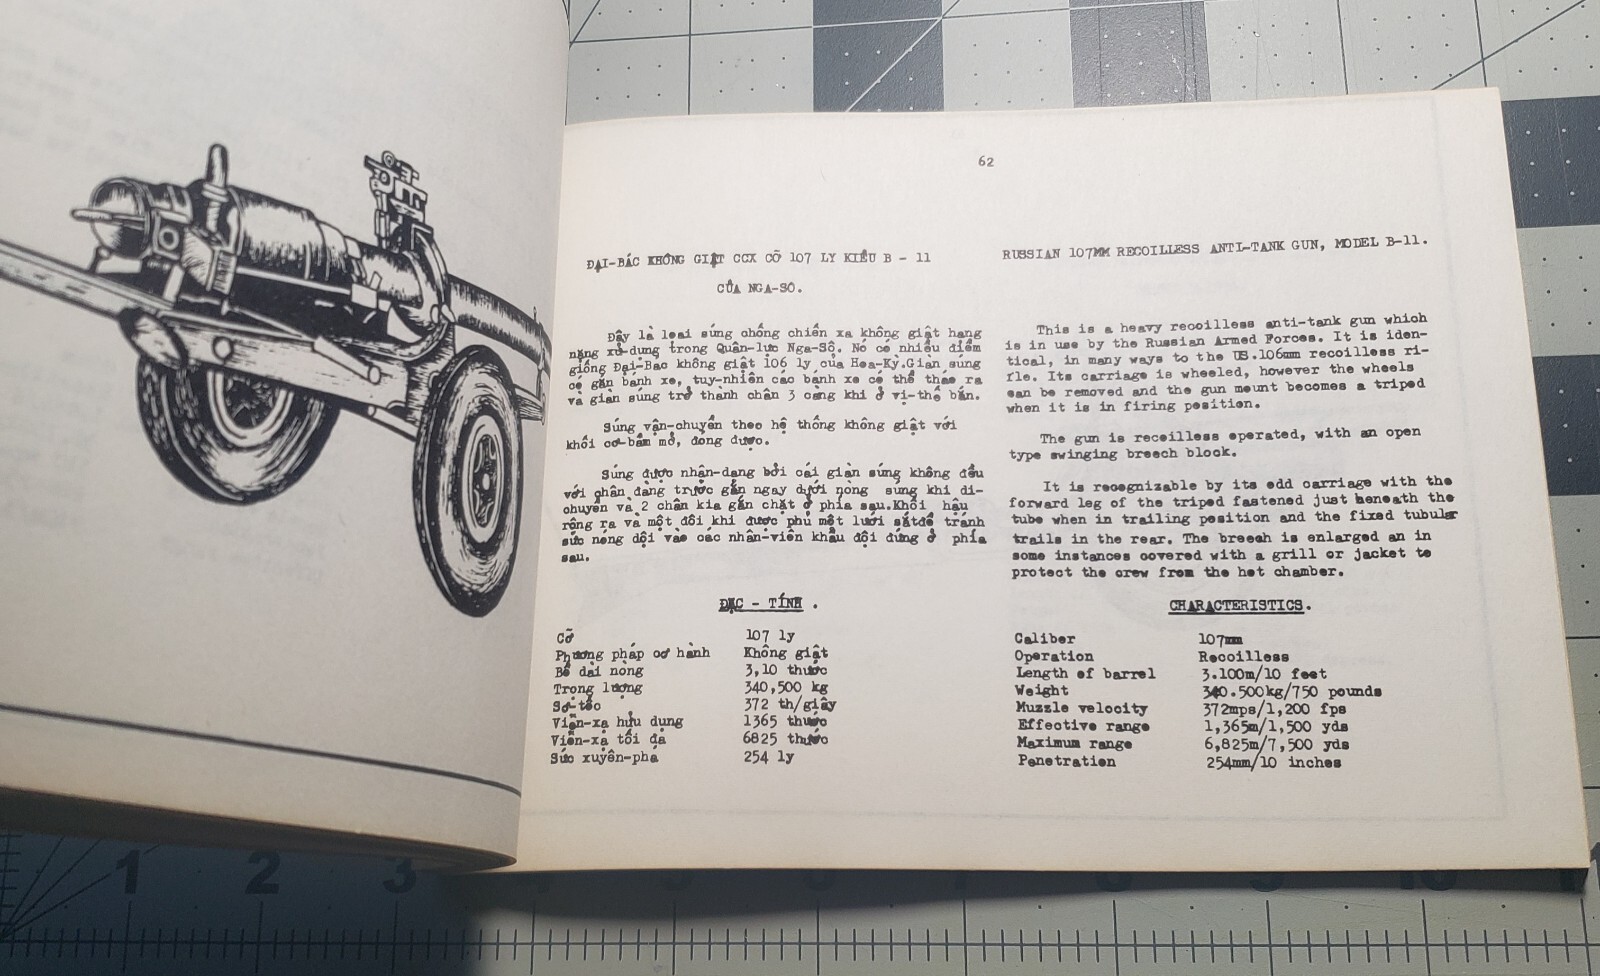 62
ĐẠI-BÁC KHÔNG GIẬT CCX CỠ 107 LY KIỂU B - 11
CỦA NGA-SÔ.
Đây là loại súng chống chiến xa không giật hạng
nặng xử-dụng trong Quân-lực Nga-Sô. Nó có nhiều điểm
giống Đại-Bác không giật 106 ly của Hoa-Kỳ.Giàn súng
có gắn bánh xe, tuy-nhiên các bánh xe có thể tháo ra
và giàn súng trở thành chân 3 càng khi ở vị-thế bắn.
Súng vận-chuyển theo hệ thống không giật với
khối cơ-bẩm mở, đóng được.
Súng được nhận-dạng bởi cái giàn súng không đều
với chân đàng trước gắn ngay dưới nòng súng khi di-
chuyển và 2 chân kia gắn chặt ở phía sau.Khối hậu
rộng ra và một đôi khi được phủ một lưới sắtđể tránh
sức nóng dội vào các nhân-viên khẩu đội đứng ở phía
sau.
ĐẶC - TÍNH .
Cỡ 107 ly
Phương pháp cơ hành Không giật
Bề dài nòng 3,10 thước
Trọng lượng 340,500 kg
Sơ-tốc 372 th/giây
Viễn-xạ hữu dụng 1365 thước
Viễn-xạ tối đa 6825 thước
Sức xuyên-phá 254 ly
RUSSIAN 107MM RECOILLESS ANTI-TANK GUN, MODEL B-11.
This is a heavy recoilless anti-tank gun which
is in use by the Russian Armed Forces. It is iden-
tical, in many ways to the US.106mm recoilless ri-
fle. Its carriage is wheeled, however the wheels
can be removed and the gun mount becomes a triped
when it is in firing position.
The gun is recoilless operated, with an open
type swinging breech block.
It is recognizable by its odd carriage with the
forward leg of the triped fastened just beneath the
tube when in trailing position and the fixed tubular
trails in the rear. The breech is enlarged an in
some instances covered with a grill or jacket to
protect the crew from the hot chamber.
CHARACTERISTICS.
Caliber 107mm
Operation Recoilless
Length of barrel 3.100m/10 feet
Weight 340.500kg/750 pounds
Muzzle velocity 372mps/1,200 fps
Effective range 1,365m/1,500 yds
Maximum range 6,825m/7,500 yds
Penetration 254mm/10 inches
1 2 3